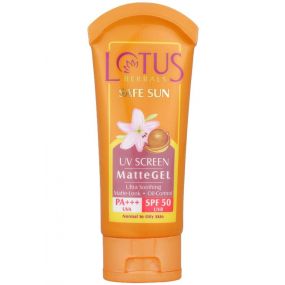 LOTUS
HERBALS
SAFE SUN
UV SCREEN
MatteGEL
Ultra Soothing
Matte-Look • Oil-Control
PA+++ SPF 50
UVA UVB
Normal to Oily Skin